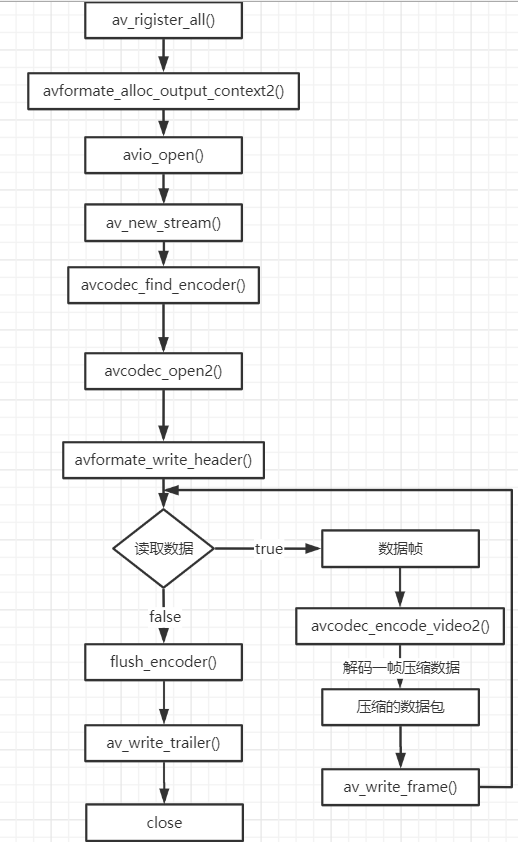 av_rigister_all()
avformate_alloc_output_context2()
avio_open()
av_new_stream()
avcodec_find_encoder()
avcodec_open2()
avformate_write_header()
读取数据
true
数据帧
false
avcodec_encode_video2()
解码一帧压缩数据
flush_encoder()
压缩的数据包
av_write_trailer()
av_write_frame()
close